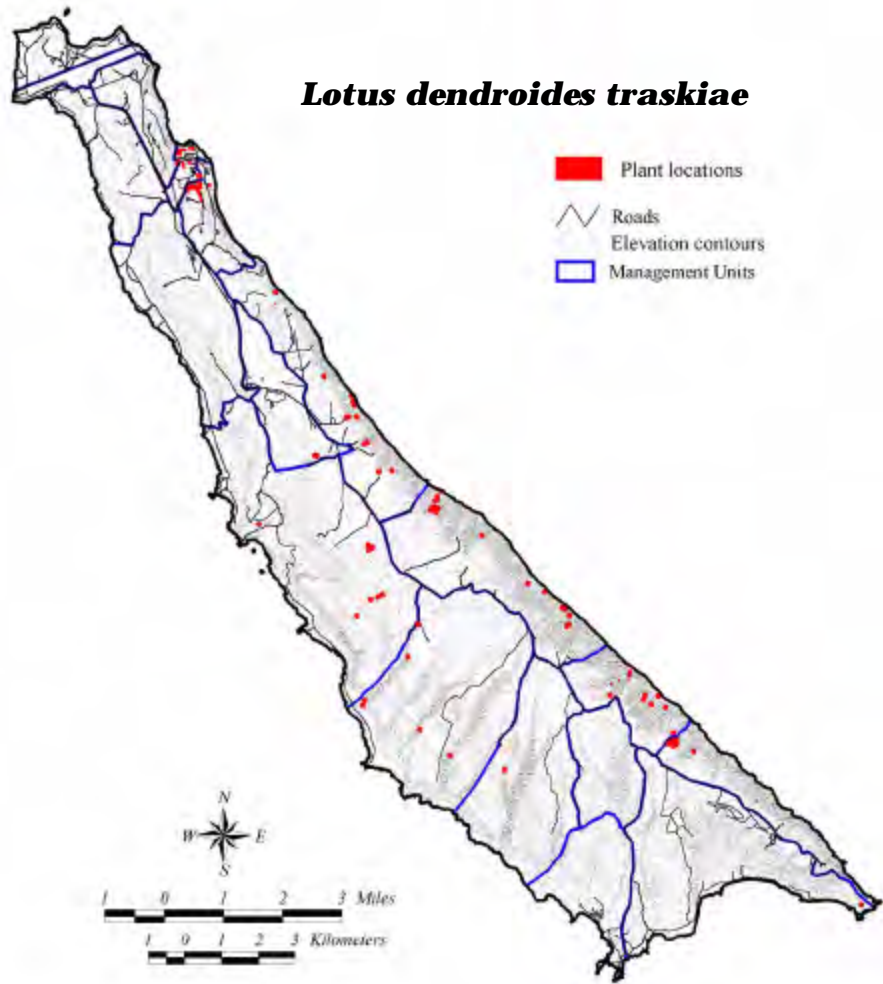 Lotus dendroides traskiae
Plant locations
Roads
Elevation contours
Management Units
N
W E
S
1 0 1 2 3 Miles
1 0 1 2 3 Kilometers